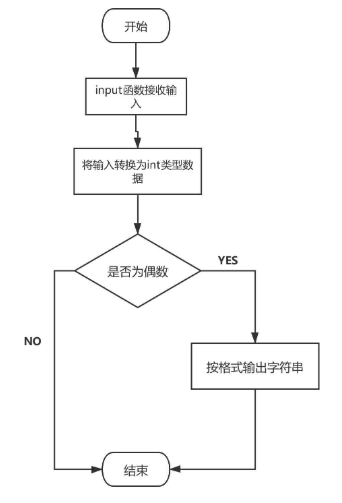 开始
input函数接收输
入
将输入转换为int类型数
据
是否为偶数
YES
NO
按格式输出字符串
结束